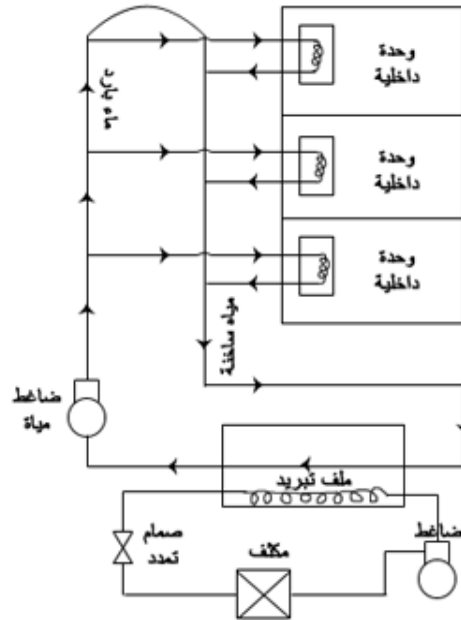 وحدة
داخلية
ماء بارد
وحدة
داخلية
وحدة
داخلية
مياه ساخنة
ضاغط
مياة
ملف تبريد
صمام
تمدد
مكثف
ضاغط